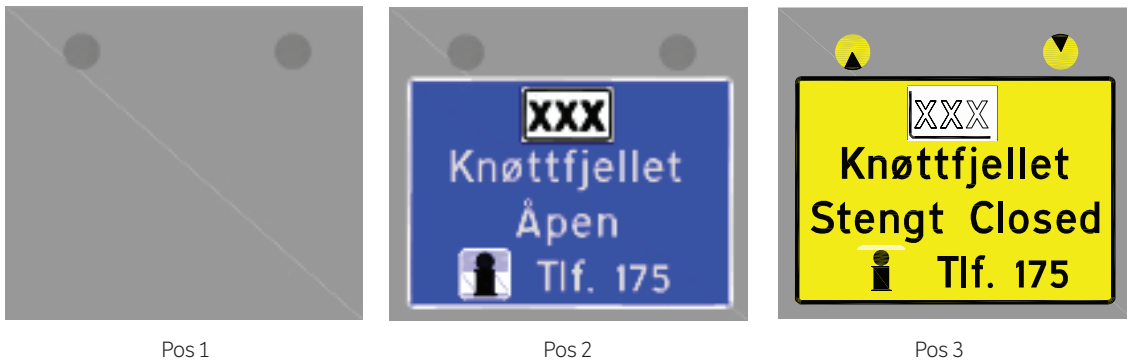 XXX
Knøttfjellet
Åpen
Tlf. 175
XXX
Knøttfjellet
Stengt Closed
Tlf. 175
Pos 1
Pos 2
Pos 3